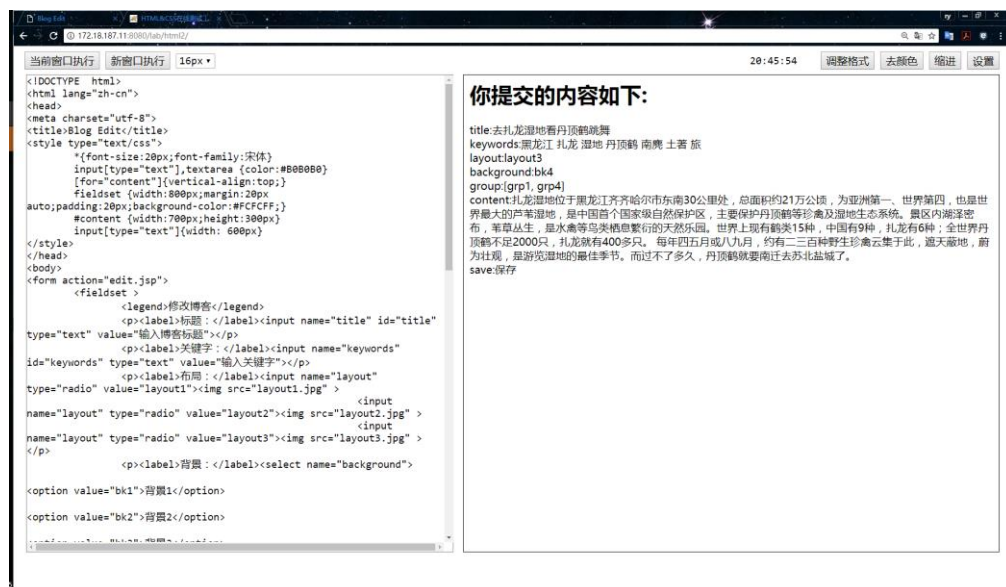 Blog Edit
HTML&CSS在线测试工
172.18.187.11:8080/lab/html2/
当前窗口执行 新窗口执行 16px 20:45:54 调整格式 去颜色 缩进 设置
<!DOCTYPE html>
<html lang="zh-cn">
<head>
<meta charset="utf-8">
<title>Blog Edit</title>
<style type="text/css">
*{font-size:20px;font-family:宋体}
input[type="text"],textarea {color:#B0B0B0}
[for="content"]{vertical-align:top;}
fieldset {width:800px;margin:20px
auto;padding:20px;background-color:#FCFCFF;}
#content {width:700px;height:300px}
input[type="text"]{width: 600px}
</style>
</head>
<body>
<form action="edit.jsp">
<fieldset >
<legend>修改博客</legend>
<p><label>标题：</label><input name="title" id="title"
type="text" value="输入博客标题"></p>
<p><label>关键字：</label><input name="keywords"
id="keywords" type="text" value="输入关键字"></p>
<p><label>布局：</label><input name="layout"
type="radio" value="layout1"><img src="layout1.jpg" >
<input
name="layout" type="radio" value="layout2"><img src="layout2.jpg" >
<input
name="layout" type="radio" value="layout3"><img src="layout3.jpg" >
</p>
<p><label>背景：</label><select name="background">
<option value="bk1">背景1</option>
<option value="bk2">背景2</option>
你提交的内容如下:
title:去扎龙湿地看丹顶鹤跳舞
keywords:黑龙江 扎龙 湿地 丹顶鹤 南麂 土著 旅
layout:layout3
background:bk4
group:[grp1, grp4]
content:扎龙湿地位于黑龙江齐齐哈尔市东南30公里处，总面积约21万公顷，为亚洲第一、世界第四，也是世
界最大的芦苇湿地，是中国首个国家级自然保护区，主要保护丹顶鹤等珍禽及湿地生态系统。景区内湖泽密
布，苇草丛生，是水禽等鸟类栖息繁衍的天然乐园。世界上现有鹤类15种，中国有9种，扎龙有6种；全世界丹
顶鹤不足2000只，扎龙就有400多只。 每年四五月或八九月，约有二三百种野生珍禽云集于此，遮天蔽地，蔚
为壮观，是游览湿地的最佳季节。而过不了多久，丹顶鹤就要南迁去苏北盐城了。
save:保存